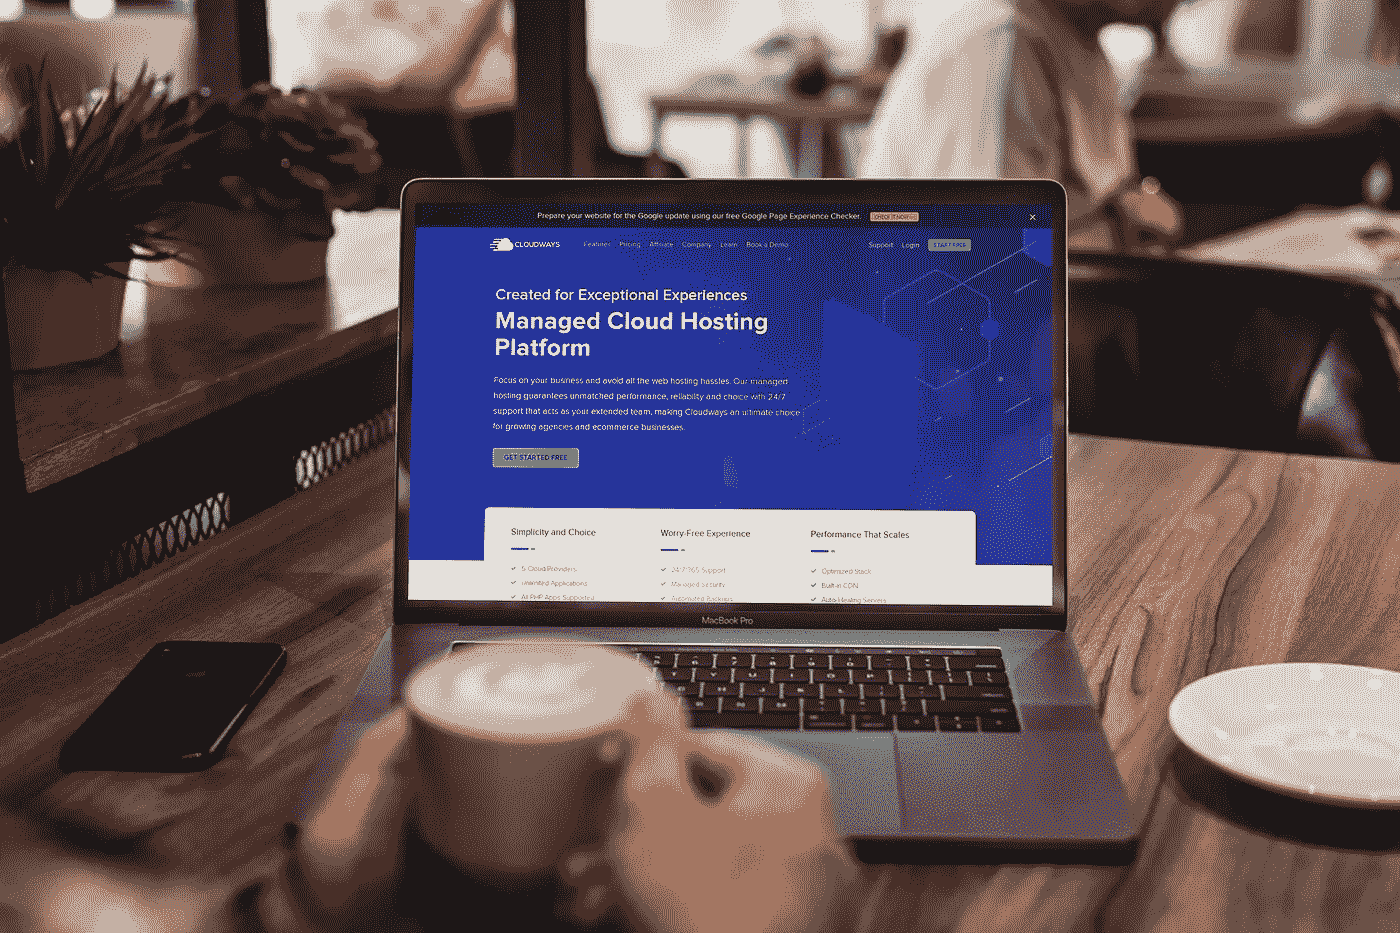 Prepare your website for the Google update using our free Google Page Experience Checker. CHECK IT NOW
CLOUDWAYS Features Pricing Affiliate Company Learn Book a Demo Support Login START FREE
Created for Exceptional Experiences
Managed Cloud Hosting
Platform
Focus on your business and avoid all the web hosting hassles. Our managed
hosting guarantees unmatched performance, reliability and choice with 24/7
support that acts as your extended team, making Cloudways an ultimate choice
for growing agencies and ecommerce businesses.
GET STARTED FREE
Simplicity and Choice Worry-Free Experience Performance That Scales
5 Cloud Providers 24/7/365 Support Optimized Stack
Unlimited Applications Managed Security Built-in CDN
All PHP Apps Supported Automated Backups Auto-Healing Servers
MacBook Pro